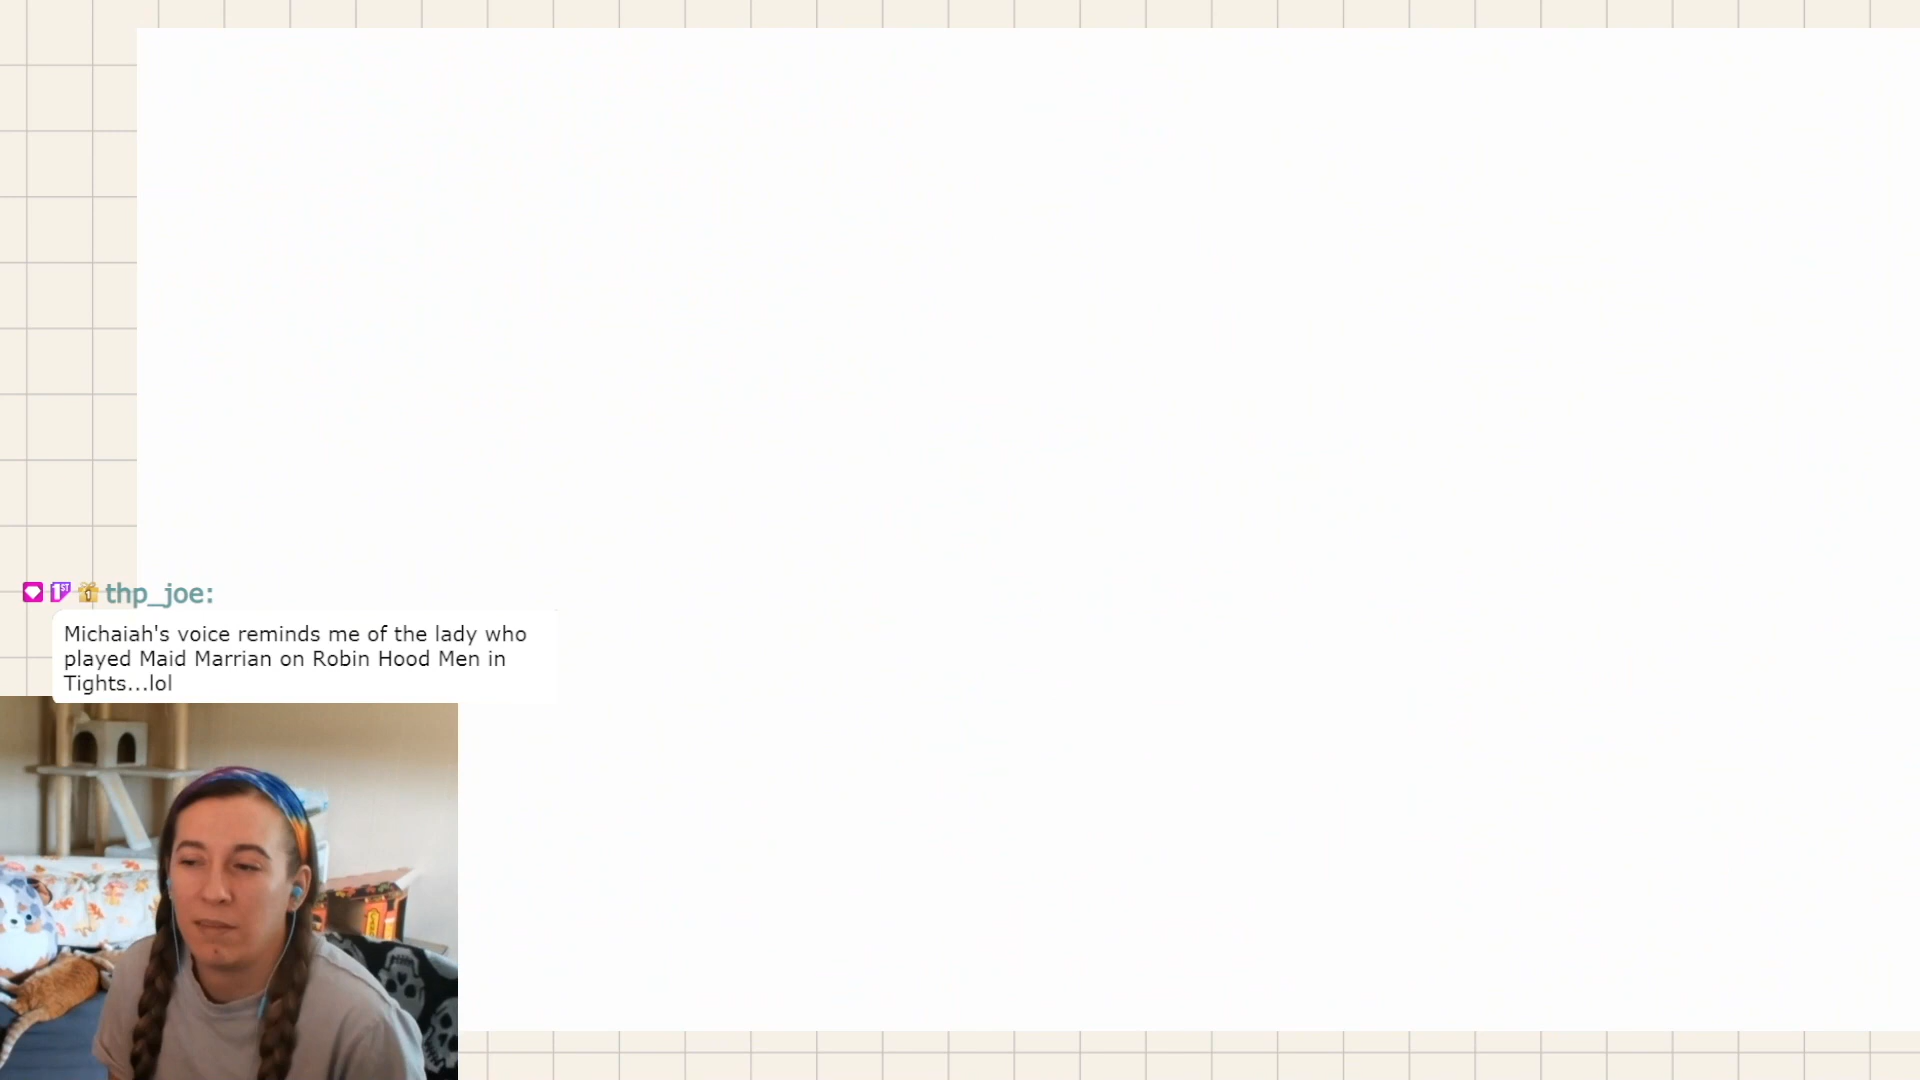 thp_joe:
Michaiah's voice reminds me of the lady who
played Maid Marrian on Robin Hood Men in
Tights...lol